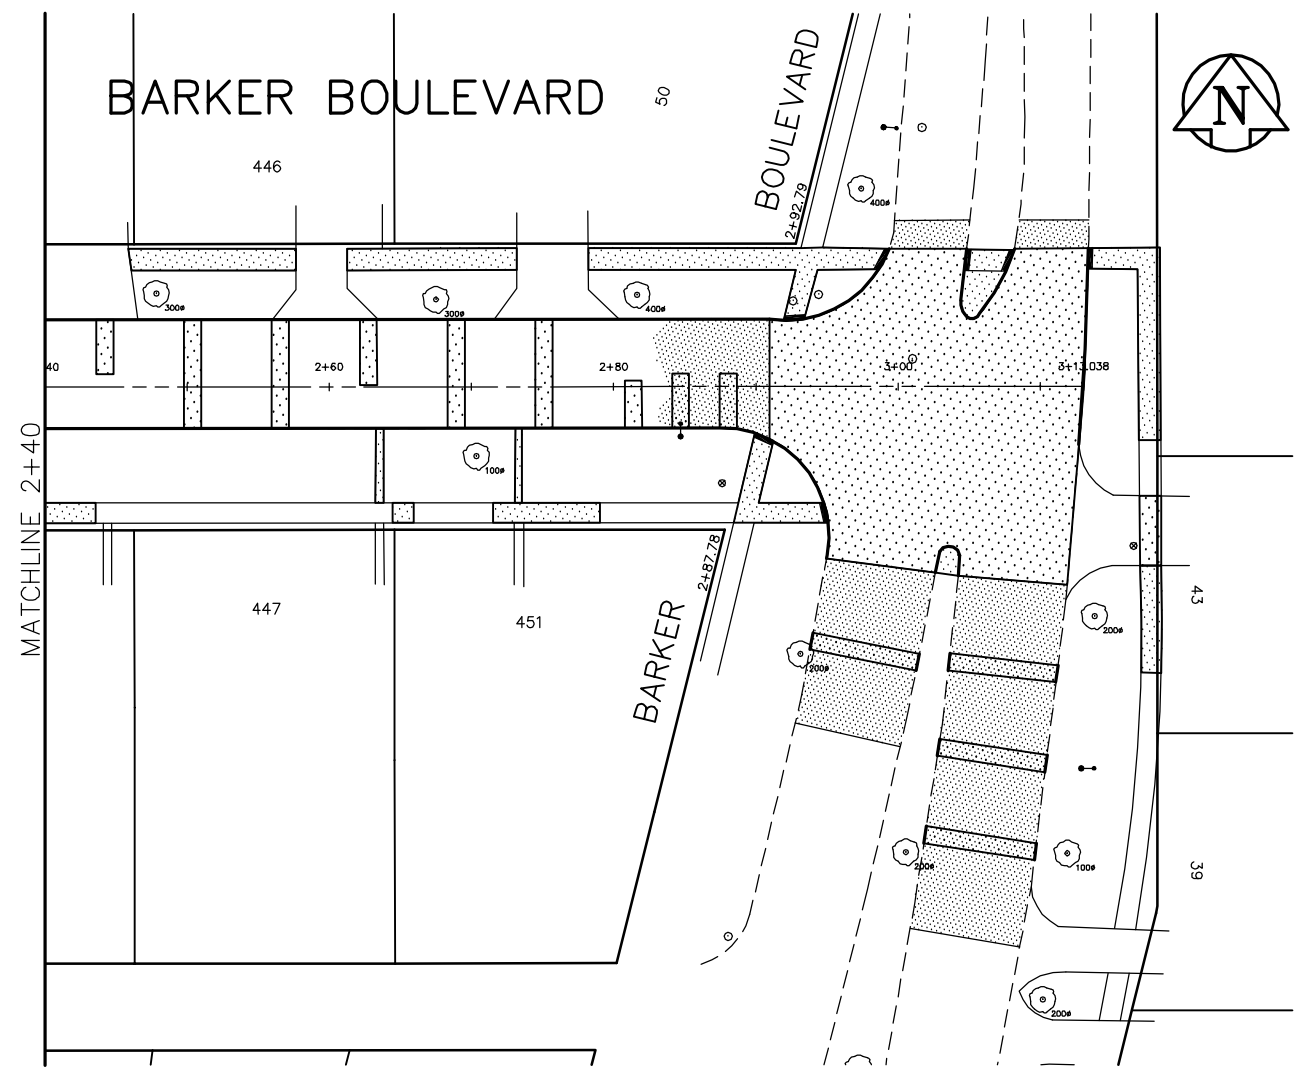 BARKER BOULEVARD
50
BOULEVARD
N
446
2+92.79
400ø
300ø
300ø
400ø
40
2+60
2+80
3+00
3+13.038
MATCHLINE 2+40
100ø
2+87.78
BARKER
447
451
43
200ø
200ø
39
200ø
100ø
200ø